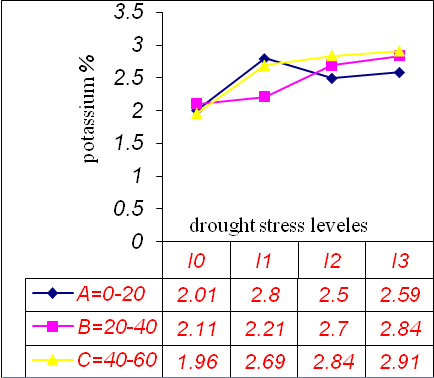 potassium%
3.5
3
2.5
2
1.5
1
0.5
0
drought stress leveles
I0 I1 I2 I3
A=0-20 2.01 2.8 2.5 2.59
B=20-40 2.11 2.21 2.7 2.84
C=40-60 1.96 2.69 2.84 2.91